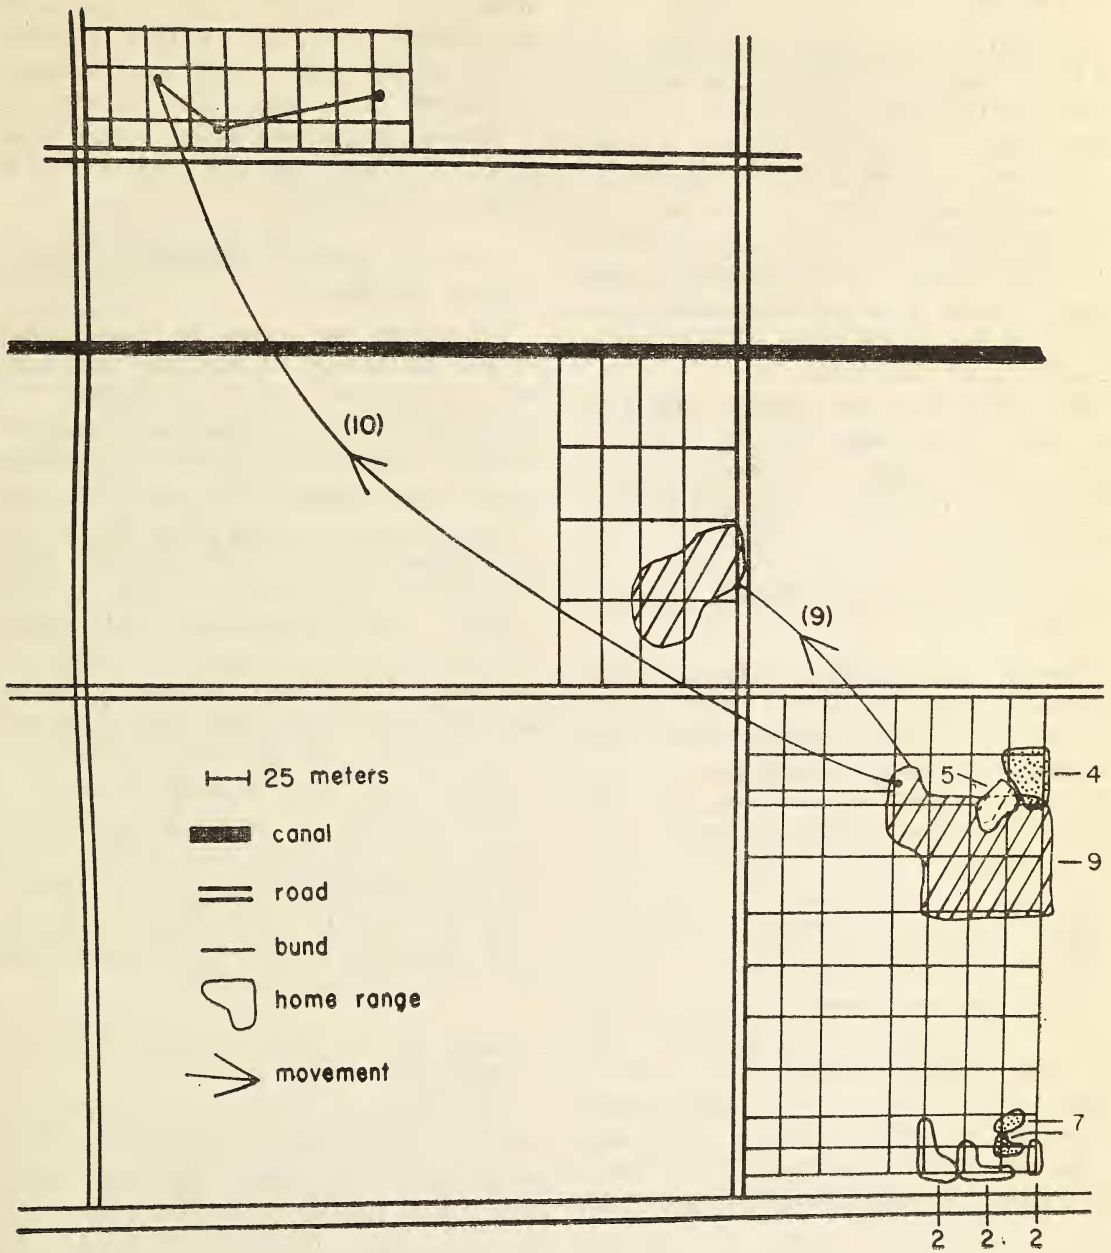 (10)
(9)
25 meters
canal
road
bund
home range
movement
5
4
9
7
2 2. 2